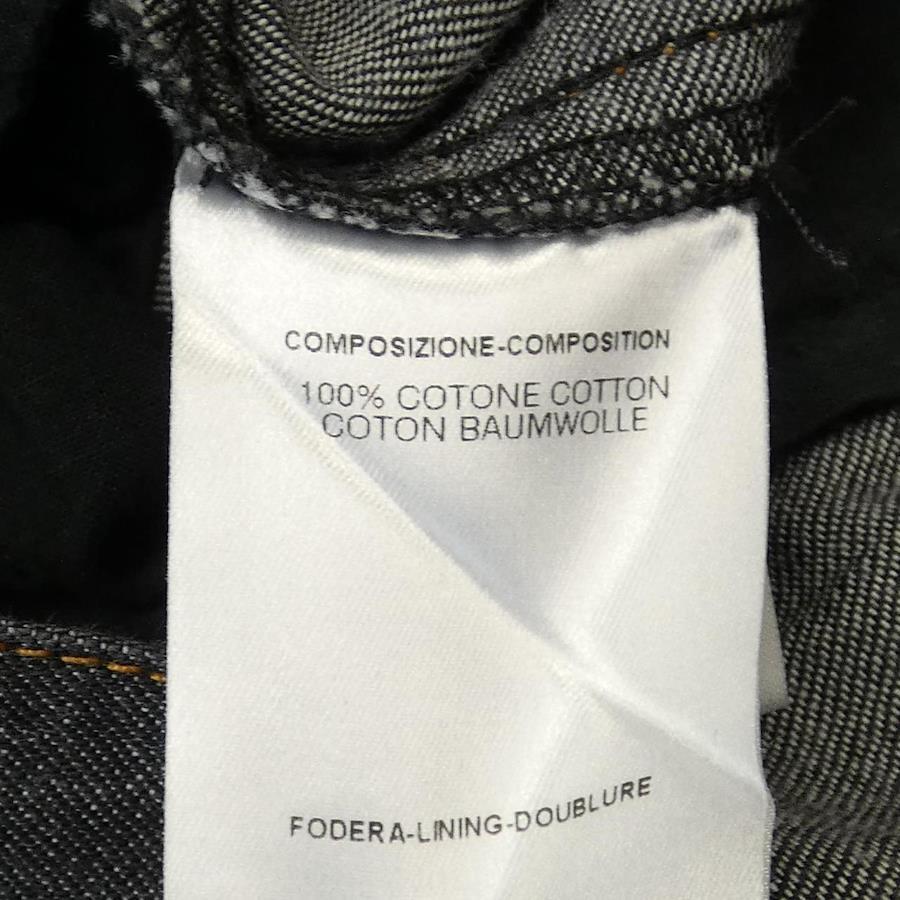 COMPOSIZIONE-COMPOSITION
100% COTONE COTTON
COTON BAUMWOLLE
FODERA-LINING-DOUBLURE